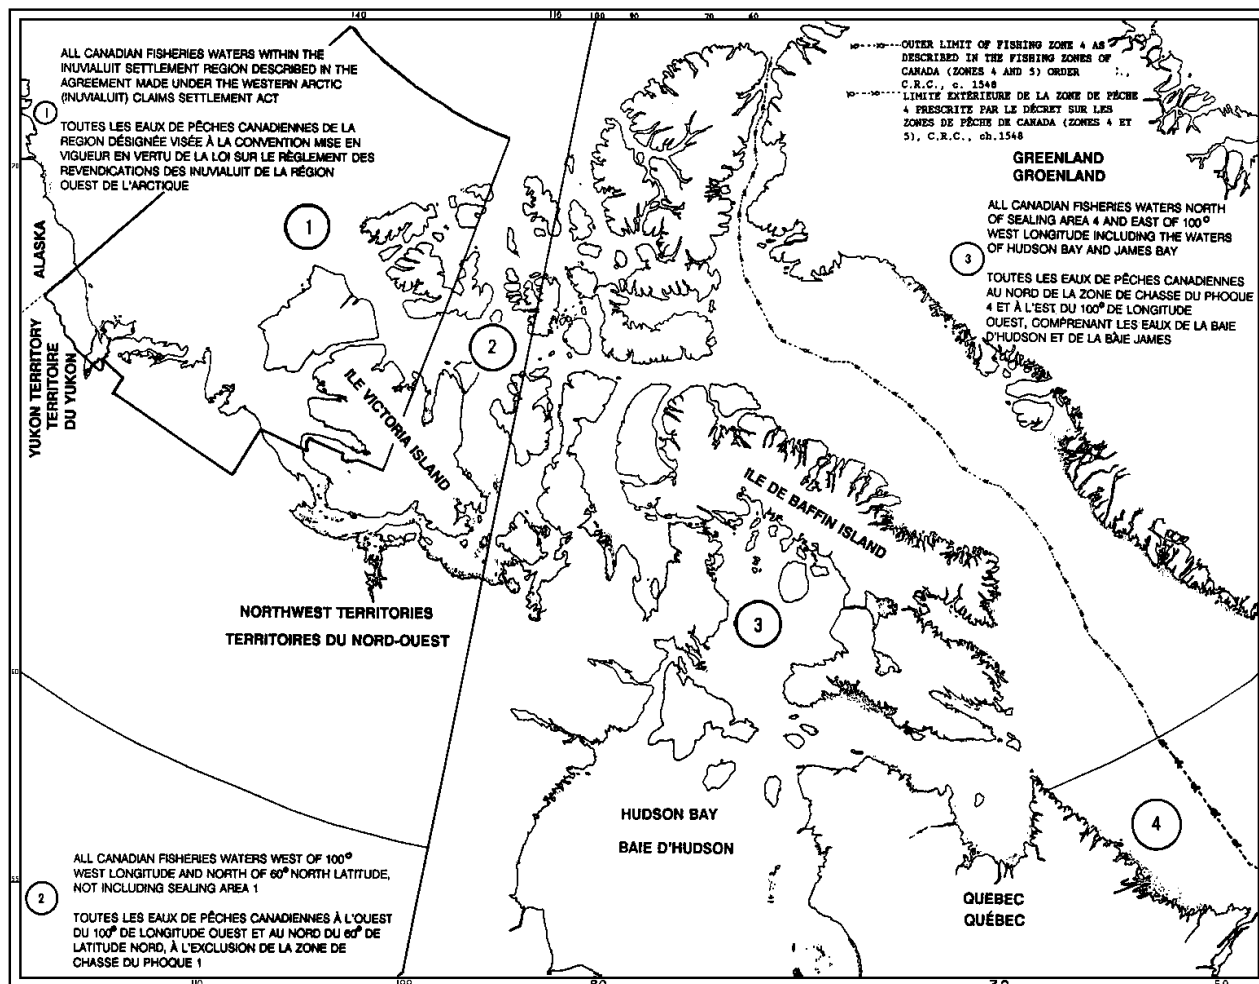 140
110
100
90
70
60
ALL CANADIAN FISHERIES WATERS WITHIN THE
INUVIALUIT SETTLEMENT REGION DESCRIBED IN THE
AGREEMENT MADE UNDER THE WESTERN ARCTIC
(INUVIALUIT) CLAIMS SETTLEMENT ACT
1
TOUTES LES EAUX DE PÊCHES CANADIENNES DE LA
REGION DÉSIGNÉE VISÉE À LA CONVENTION MISE EN
VIGUEUR EN VERTU DE LA LOI SUR LE RÈGLEMENT DES
REVENDICATIONS DES INUVIALUIT DE LA RÉGION
OUEST DE L'ARCTIQUE
OUTER LIMIT OF FISHING ZONE 4 AS
DESCRIBED IN THE FISHING ZONES OF
CANADA (ZONES 4 AND 5) ORDER
C.R.C., c. 1548
LIMITE EXTÉRIEURE DE LA ZONE DE PÊCHE
4 PRESCRITE PAR LE DÉCRET SUR LES
ZONES DE PÊCHE DE CANADA (ZONES 4 ET
5), C.R.C., ch.1548
GREENLAND
GROENLAND
ALL CANADIAN FISHERIES WATERS NORTH
OF SEALING AREA 4 AND EAST OF 100°
WEST LONGITUDE INCLUDING THE WATERS
OF HUDSON BAY AND JAMES BAY
3
TOUTES LES EAUX DE PÊCHES CANADIENNES
AU NORD DE LA ZONE DE CHASSE DU PHOQUE
4 ET À L'EST DU 100° DE LONGITUDE
OUEST, COMPRENANT LES EAUX DE LA BAIE
D'HUDSON ET DE LA BAIE JAMES
1
ALASKA
2
YUKON TERRITORY
TERRITOIRE
DU YUKON
ILE VICTORIA ISLAND
ILE DE BAFFIN ISLAND
NORTHWEST TERRITORIES
TERRITOIRES DU NORD-OUEST
3
60
HUDSON BAY
BAIE D'HUDSON
4
QUEBEC
QUÉBEC
55
ALL CANADIAN FISHERIES WATERS WEST OF 100°
WEST LONGITUDE AND NORTH OF 60° NORTH LATITUDE,
NOT INCLUDING SEALING AREA 1
2
TOUTES LES EAUX DE PÊCHES CANADIENNES À L'OUEST
DU 100° DE LONGITUDE OUEST ET AU NORD DU 60° DE
LATITUDE NORD, À L'EXCLUSION DE LA ZONE DE
CHASSE DU PHOQUE 1